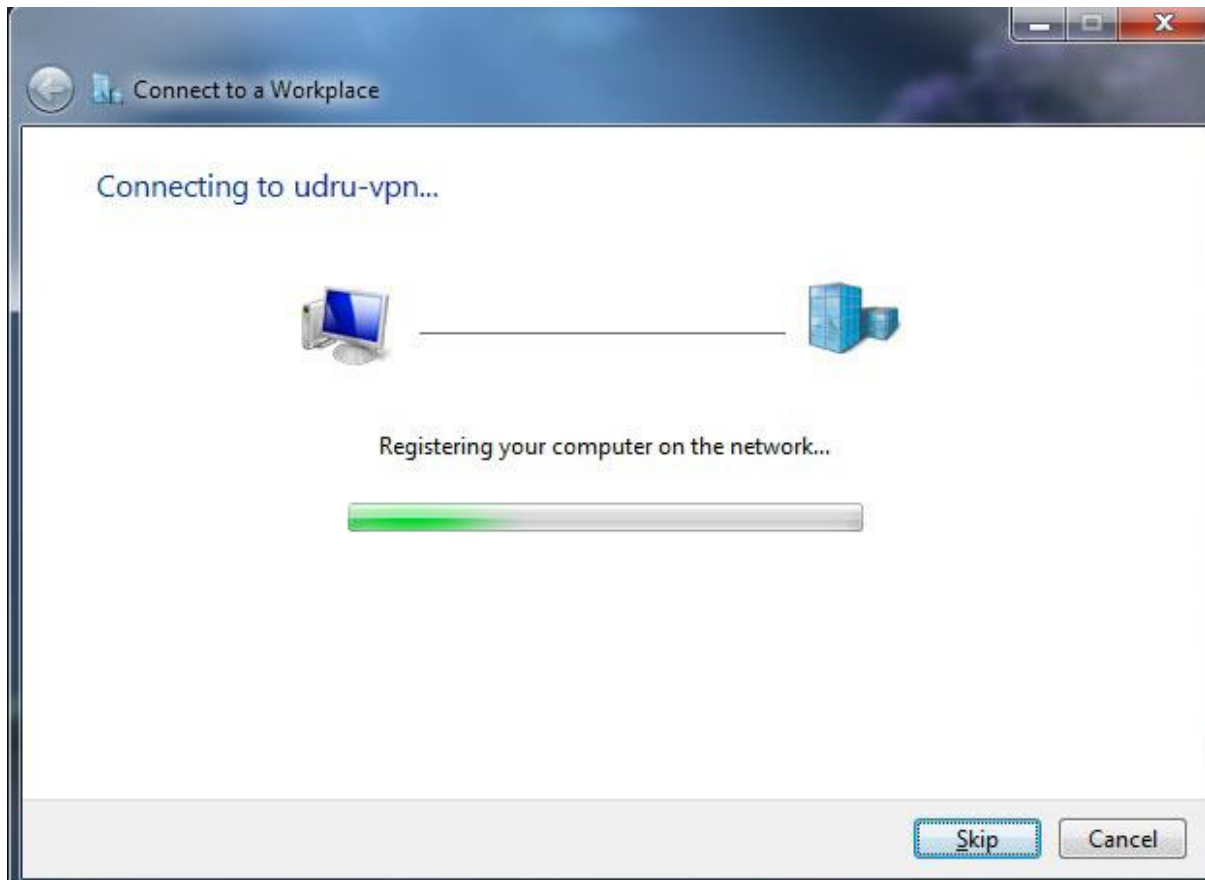 Connect to a Workplace
Connecting to udru-vpn...
Registering your computer on the network...
Skip
Cancel